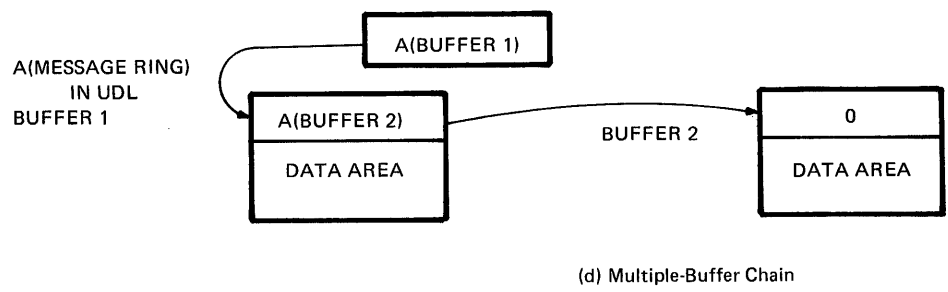 A(BUFFER 1)
A(MESSAGE RING)
IN UDL
BUFFER 1
A(BUFFER 2)
DATA AREA
BUFFER 2
0
DATA AREA
(d) Multiple-Buffer Chain